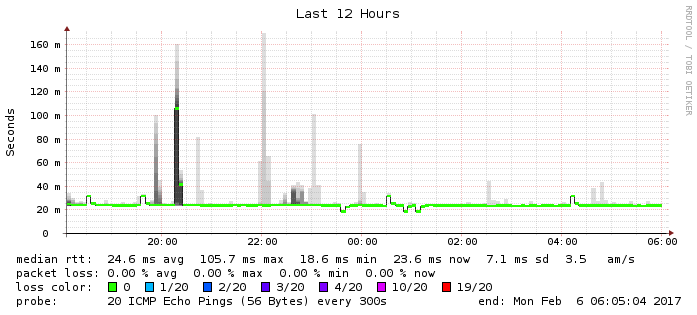 Last 12 Hours
RRDTOOL / TOBI OETIKER
Seconds
160 m
140 m
120 m
100 m
80 m
60 m
40 m
20 m
0
20:00 22:00 00:00 02:00 04:00 06:00
median rtt: 24.6 ms avg 105.7 ms max 18.6 ms min 23.6 ms now 7.1 ms sd 3.5 am/s
packet loss: 0.00 % avg 0.00 % max 0.00 % min 0.00 % now
loss color: 0 1/20 2/20 3/20 4/20 10/20 19/20
probe: 20 ICMP Echo Pings (56 Bytes) every 300s end: Mon Feb 6 06:05:04 2017